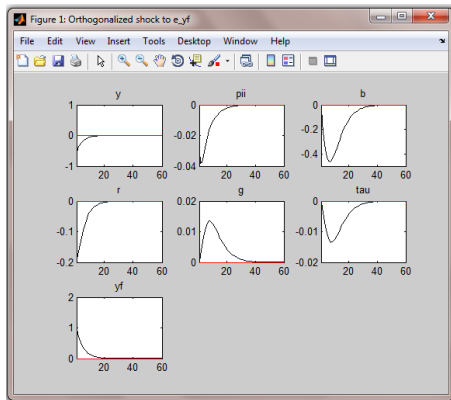 Figure 1: Orthogonalized shock to e_yf
File Edit View Insert Tools Desktop Window Help
y pii b
1 0 -1 20 40 60
0 -0.02 -0.04 20 40 60
0 -0.2 -0.4 20 40 60
r g tau
0 -0.1 -0.2 20 40 60
0.02 0.01 0 0 20 40 60
0 -0.01 -0.02 20 40 60
yf
2 1 0 20 40 60